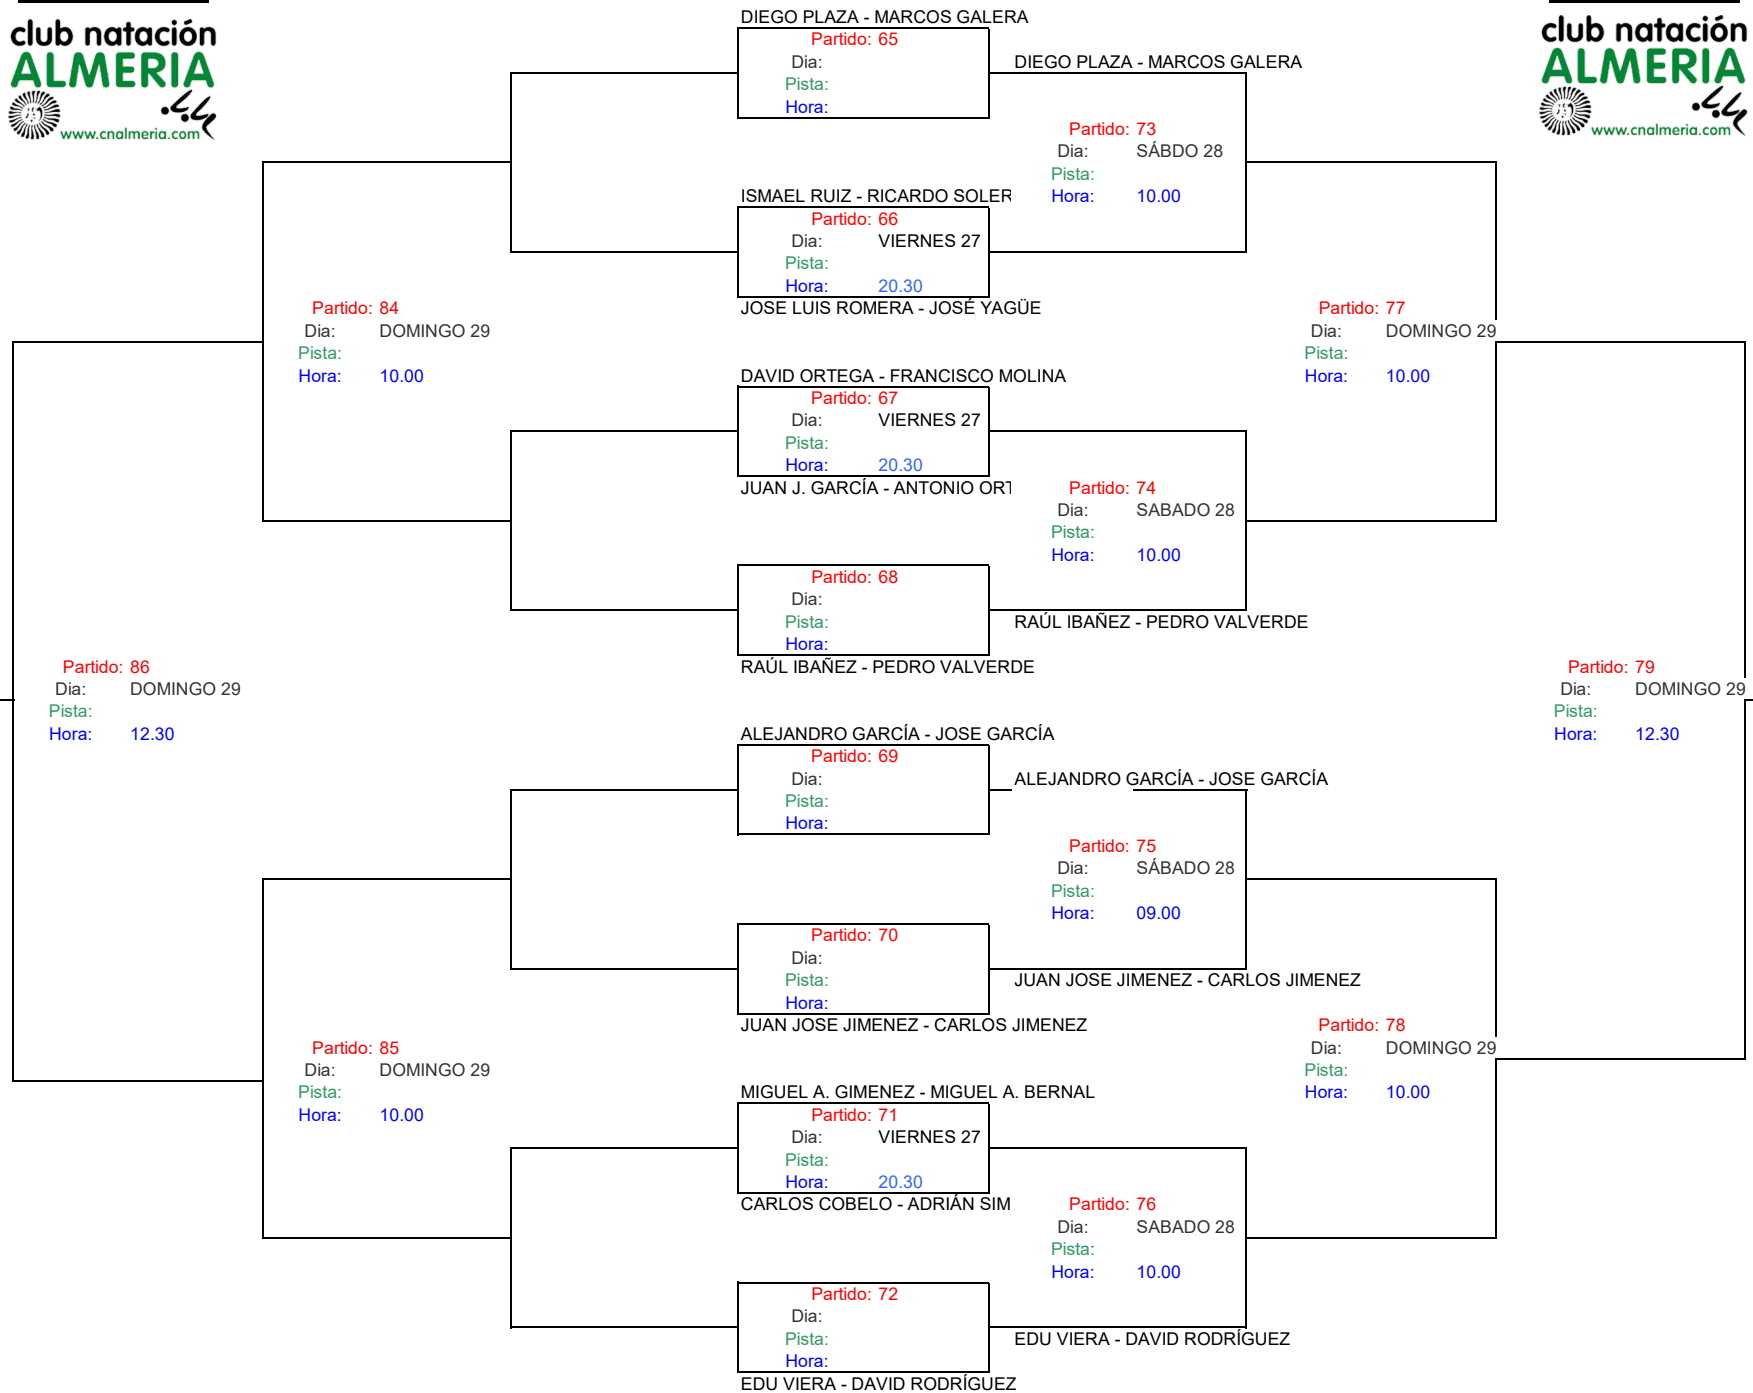 club natación
ALMERIA
www.cnalmeria.com
club natación
ALMERIA
www.cnalmeria.com
DIEGO PLAZA - MARCOS GALERA
Partido: 65
Dia:
Pista:
Hora:
DIEGO PLAZA - MARCOS GALERA
Partido: 73
Dia: SÁBDO 28
Pista:
Hora: 10.00
ISMAEL RUIZ - RICARDO SOLER
Partido: 66
Dia: VIERNES 27
Pista:
Hora: 20.30
JOSE LUIS ROMERA - JOSÉ YAGÜE
Partido: 84
Dia: DOMINGO 29
Pista:
Hora: 10.00
Partido: 77
Dia: DOMINGO 29
Pista:
Hora: 10.00
DAVID ORTEGA - FRANCISCO MOLINA
Partido: 67
Dia: VIERNES 27
Pista:
Hora: 20.30
JUAN J. GARCÍA - ANTONIO ORT
Partido: 74
Dia: SABADO 28
Pista:
Hora: 10.00
Partido: 68
Dia:
Pista:
Hora:
RAÚL IBAÑEZ - PEDRO VALVERDE
RAÚL IBAÑEZ - PEDRO VALVERDE
Partido: 86
Dia: DOMINGO 29
Pista:
Hora: 12.30
Partido: 79
Dia: DOMINGO 29
Pista:
Hora: 12.30
ALEJANDRO GARCÍA - JOSE GARCÍA
Partido: 69
Dia:
Pista:
Hora:
ALEJANDRO GARCÍA - JOSE GARCÍA
Partido: 75
Dia: SÁBADO 28
Pista:
Hora: 09.00
Partido: 70
Dia:
Pista:
Hora:
JUAN JOSE JIMENEZ - CARLOS JIMENEZ
JUAN JOSE JIMENEZ - CARLOS JIMENEZ
Partido: 85
Dia: DOMINGO 29
Pista:
Hora: 10.00
Partido: 78
Dia: DOMINGO 29
Pista:
Hora: 10.00
MIGUEL A. GIMENEZ - MIGUEL A. BERNAL
Partido: 71
Dia: VIERNES 27
Pista:
Hora: 20.30
CARLOS COBELO - ADRIÁN SIM
Partido: 76
Dia: SABADO 28
Pista:
Hora: 10.00
Partido: 72
Dia:
Pista:
Hora:
EDU VIERA - DAVID RODRÍGUEZ
EDU VIERA - DAVID RODRÍGUEZ